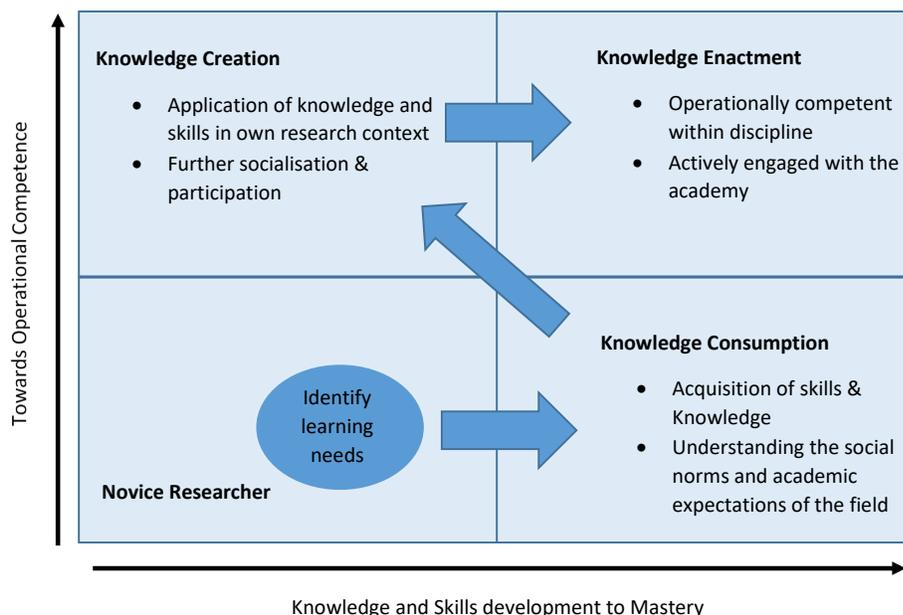 Knowledge Creation
• Application of knowledge and
skills in own research context
• Further socialisation &
participation
Knowledge Enactment
• Operationally competent
within discipline
• Actively engaged with the
academy
Towards Operational Competence
Identify
learning
needs
Novice Researcher
Knowledge Consumption
• Acquisition of skills &
Knowledge
• Understanding the social
norms and academic
expectations of the field
Knowledge and Skills development to Mastery